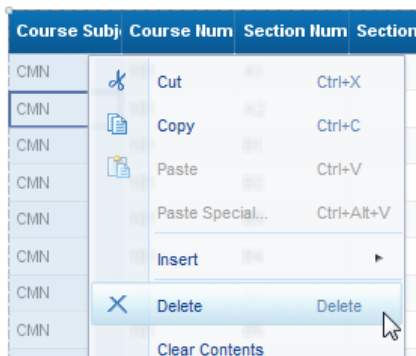 Course Subj Course Num Section Num Section
CMN
Cut Ctrl+X
CMN
Copy Ctrl+C
CMN
Paste Ctrl+V
CMN
Paste Special... Ctrl+Alt+V
CMN
Insert
CMN
CMN
Delete Delete
CMN
Clear Contents